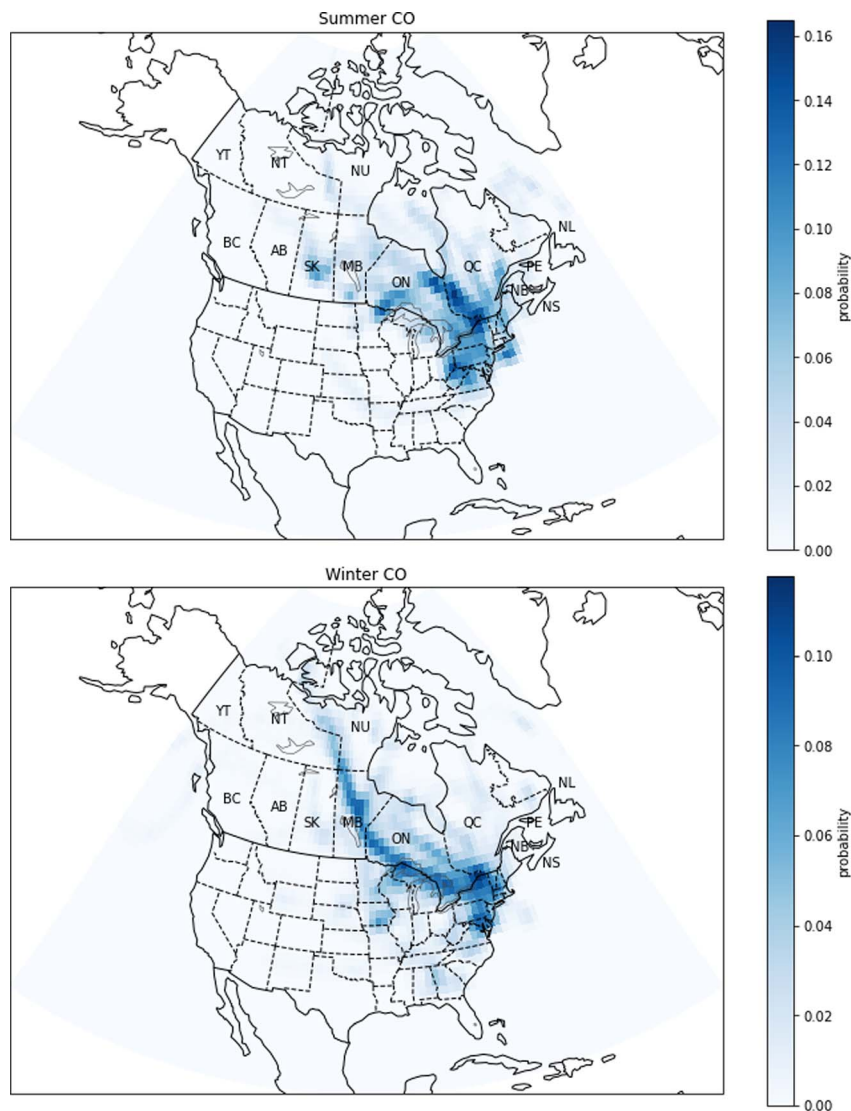 Summer CO
YT
NT
NU
BC
AB
SK
MB
ON
QC
NL
PE
NB
NS
0.16
0.14
0.12
0.10
0.08
0.06
0.04
0.02
0.00
probability
Winter CO
YT
NT
NU
BC
AB
SK
MB
ON
QC
NL
PE
NB
NS
0.10
0.08
0.06
0.04
0.02
0.00
probability